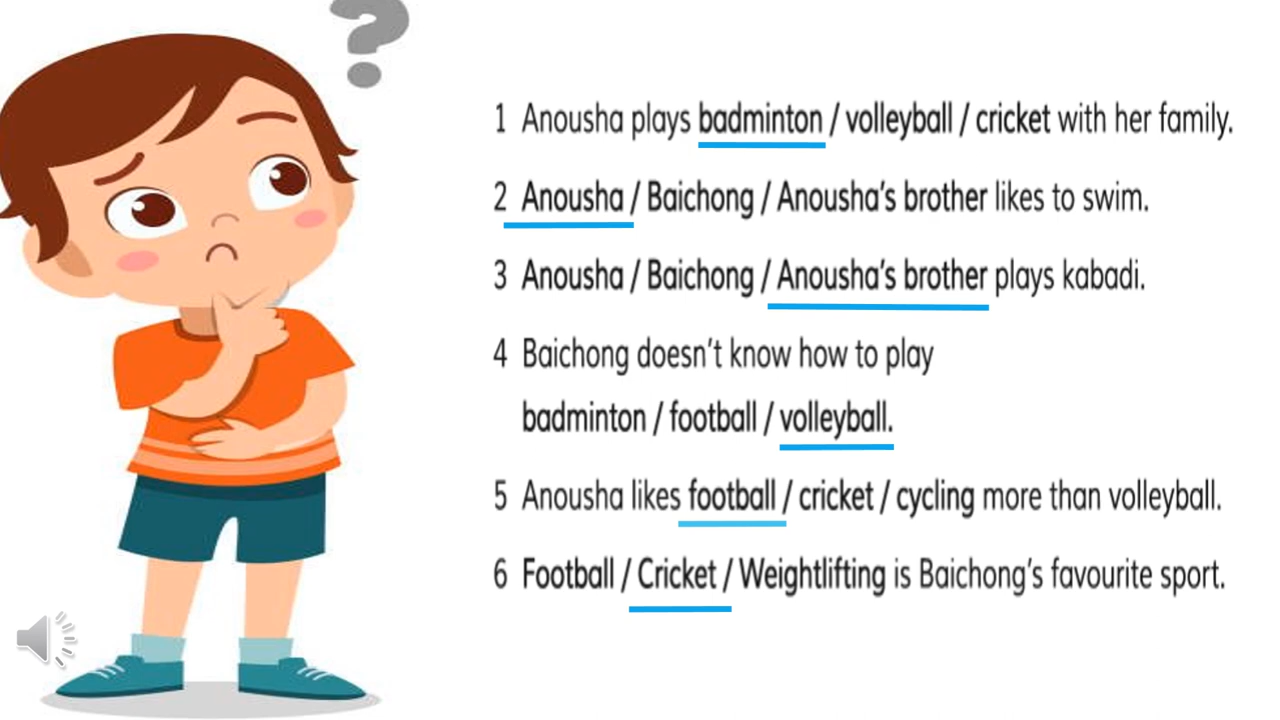 ?
1 Anousha plays badminton / volleyball / cricket with her family.
2 Anousha / Baichong / Anousha's brother likes to swim.
3 Anousha / Baichong / Anousha's brother plays kabadi.
4 Baichong doesn't know how to play
badminton / football / volleyball.
5 Anousha likes football / cricket / cycling more than volleyball.
6 Football / Cricket / Weightlifting is Baichong's favourite sport.